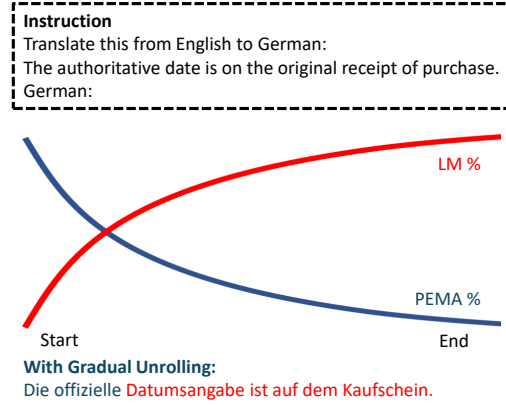 Instruction
Translate this from English to German:
The authoritative date is on the original receipt of purchase.
German:
LM %
PEMA %
Start
End
With Gradual Unrolling:
Die offizielle Datumsangabe ist auf dem Kaufschein.